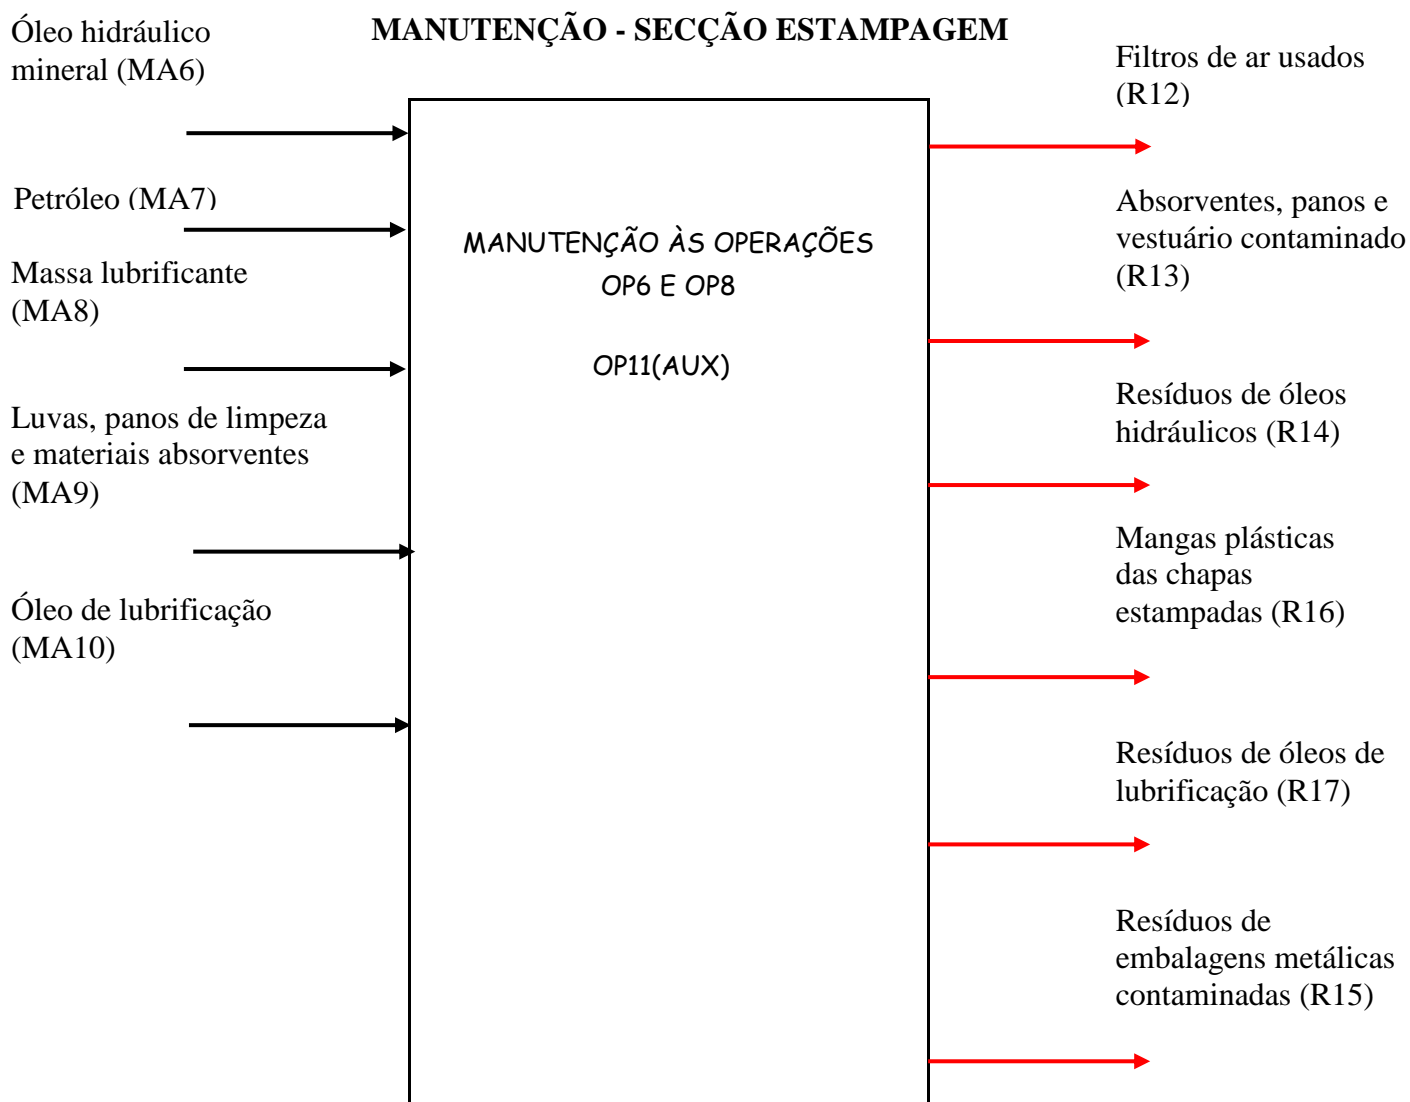 MANUTENÇÃO - SECÇÃO ESTAMPAGEM
Óleo hidráulico
mineral (MA6)
Petróleo (MA7)
Massa lubrificante
(MA8)
Luvas, panos de limpeza
e materiais absorventes
(MA9)
Óleo de lubrificação
(MA10)
MANUTENÇÃO ÀS OPERAÇÕES
OP6 E OP8
OP11(AUX)
Filtros de ar usados
(R12)
Absorventes, panos e
vestuário contaminado
(R13)
Resíduos de óleos
hidráulicos (R14)
Mangas plásticas
das chapas
estampadas (R16)
Resíduos de óleos de
lubrificação (R17)
Resíduos de
embalagens metálicas
contaminadas (R15)